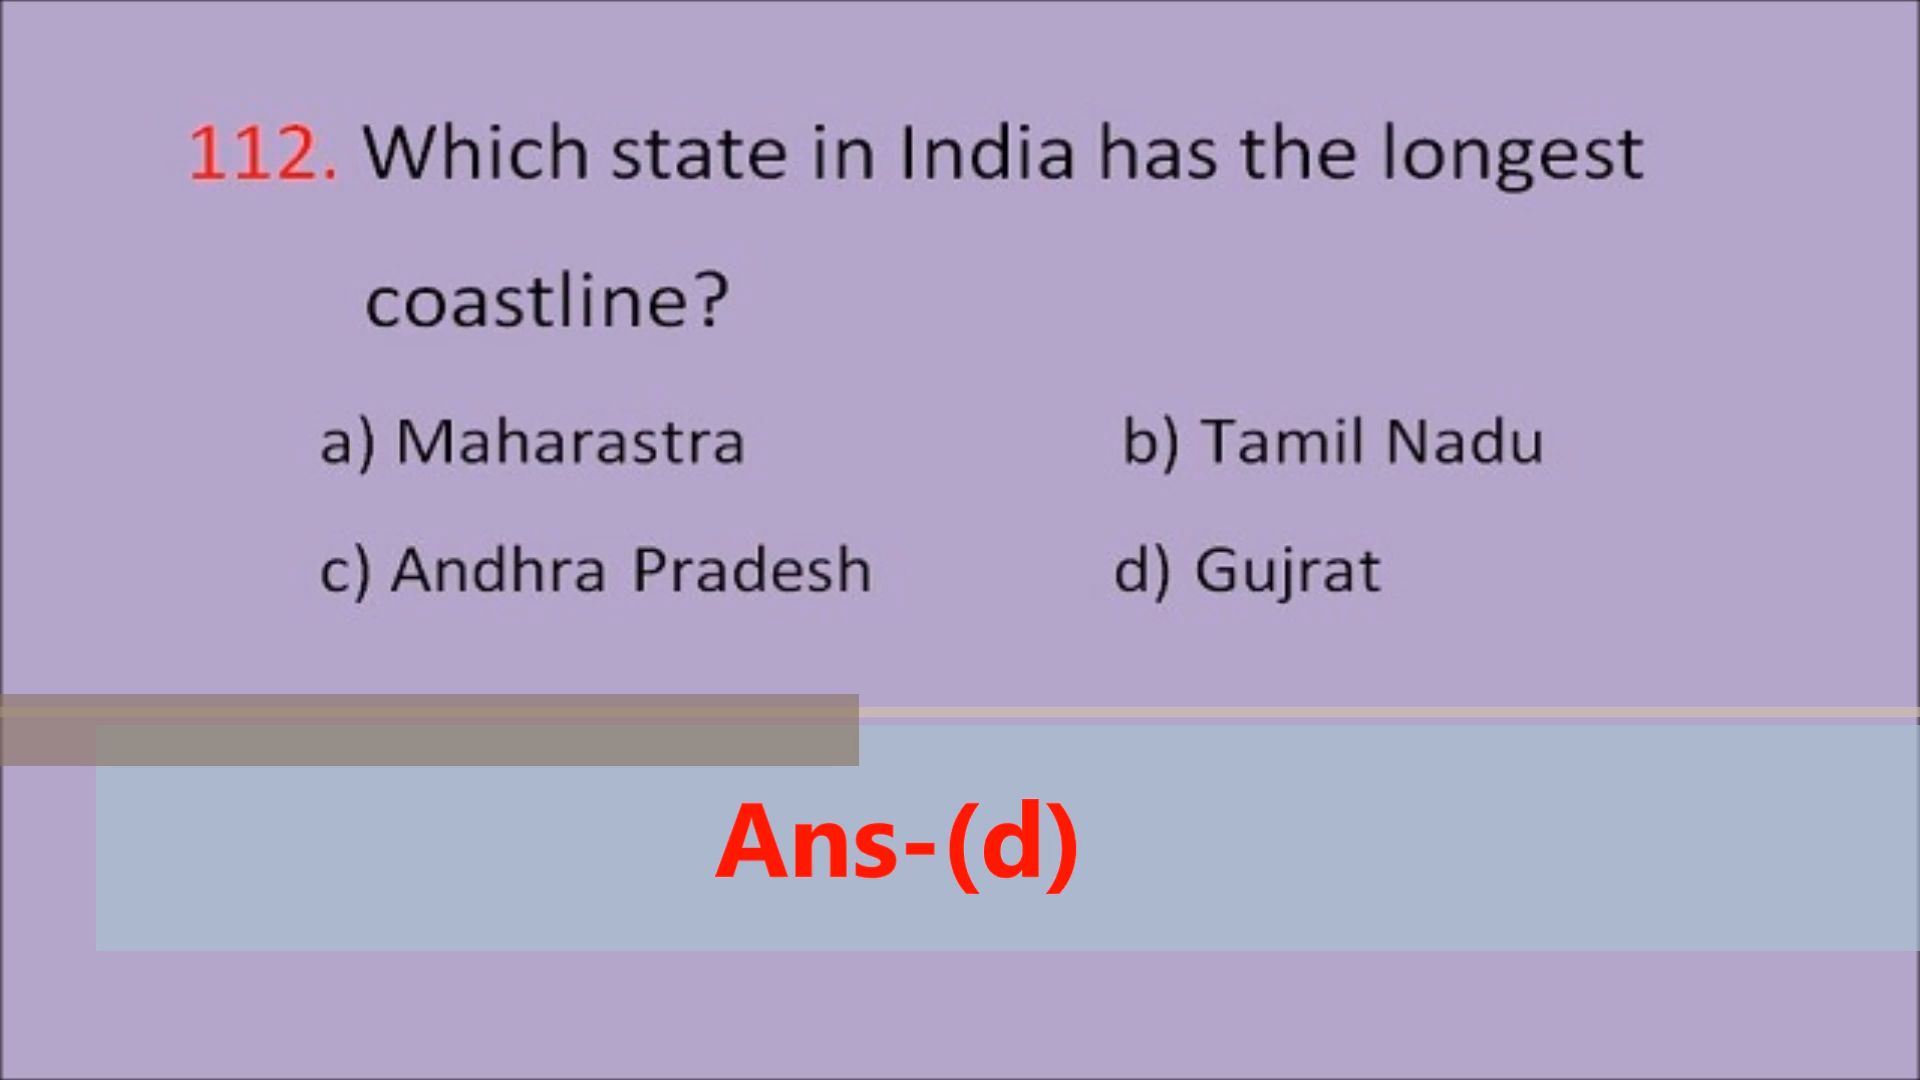 112. Which state in India has the longest
coastline?
a) Maharastra b) Tamil Nadu
c) Andhra Pradesh d) Gujrat
Ans-(d)